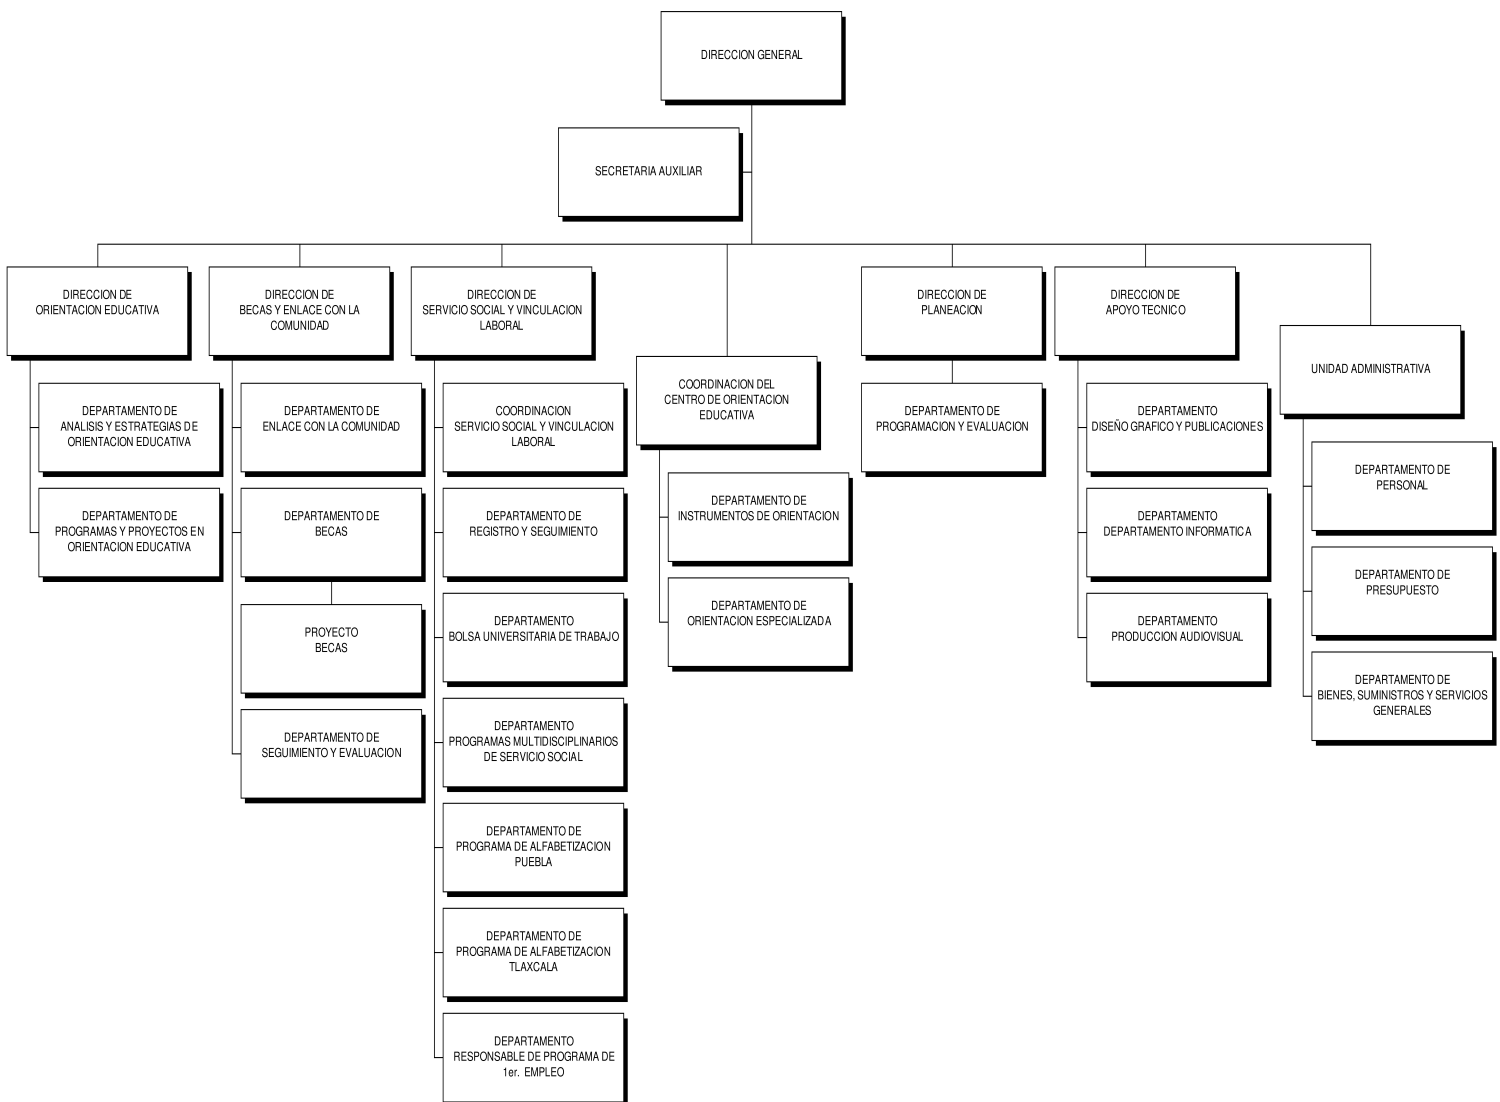 DIRECCION GENERAL
SECRETARIA AUXILIAR
DIRECCION DE
ORIENTACION EDUCATIVA
DIRECCION DE
BECAS Y ENLACE CON LA
COMUNIDAD
DIRECCION DE
SERVICIO SOCIAL Y VINCULACION
LABORAL
COORDINACION DEL
CENTRO DE ORIENTACION
EDUCATIVA
DIRECCION DE
PLANEACION
DIRECCION DE
APOYO TECNICO
UNIDAD ADMINISTRATIVA
DEPARTAMENTO DE
ANALISIS Y ESTRATEGIAS DE
ORIENTACION EDUCATIVA
DEPARTAMENTO DE
PROGRAMAS Y PROYECTOS EN
ORIENTACION EDUCATIVA
DEPARTAMENTO DE
ENLACE CON LA COMUNIDAD
DEPARTAMENTO DE
BECAS
PROYECTO
BECAS
DEPARTAMENTO DE
SEGUIMIENTO Y EVALUACION
COORDINACION
SERVICIO SOCIAL Y VINCULACION
LABORAL
DEPARTAMENTO DE
REGISTRO Y SEGUIMIENTO
DEPARTAMENTO
BOLSA UNIVERSITARIA DE TRABAJO
DEPARTAMENTO
PROGRAMAS MULTIDISCIPLINARIOS
DE SERVICIO SOCIAL
DEPARTAMENTO DE
PROGRAMA DE ALFABETIZACION
PUEBLA
DEPARTAMENTO DE
PROGRAMA DE ALFABETIZACION
TLAXCALA
DEPARTAMENTO
RESPONSABLE DE PROGRAMA DE
1er. EMPLEO
DEPARTAMENTO DE
INSTRUMENTOS DE ORIENTACION
DEPARTAMENTO DE
ORIENTACION ESPECIALIZADA
DEPARTAMENTO DE
PROGRAMACION Y EVALUACION
DEPARTAMENTO
DISEÑO GRAFICO Y PUBLICACIONES
DEPARTAMENTO
DEPARTAMENTO INFORMATICA
DEPARTAMENTO
PRODUCCION AUDIOVISUAL
DEPARTAMENTO DE
PERSONAL
DEPARTAMENTO DE
PRESUPUESTO
DEPARTAMENTO DE
BIENES, SUMINISTROS Y SERVICIOS
GENERALES